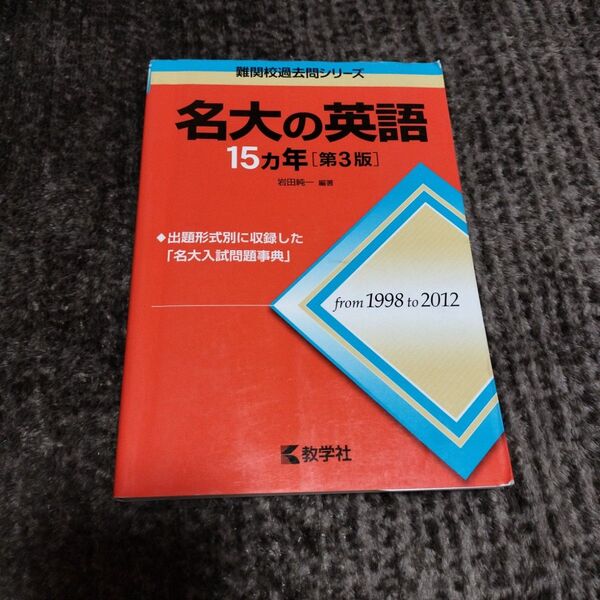 難関校過去問シリーズ
名大の英語
15カ年[第3版]
岩田純一 編著
◆出題形式別に収録した
「名大入試問題事典」
from 1998 to 2012
教学社